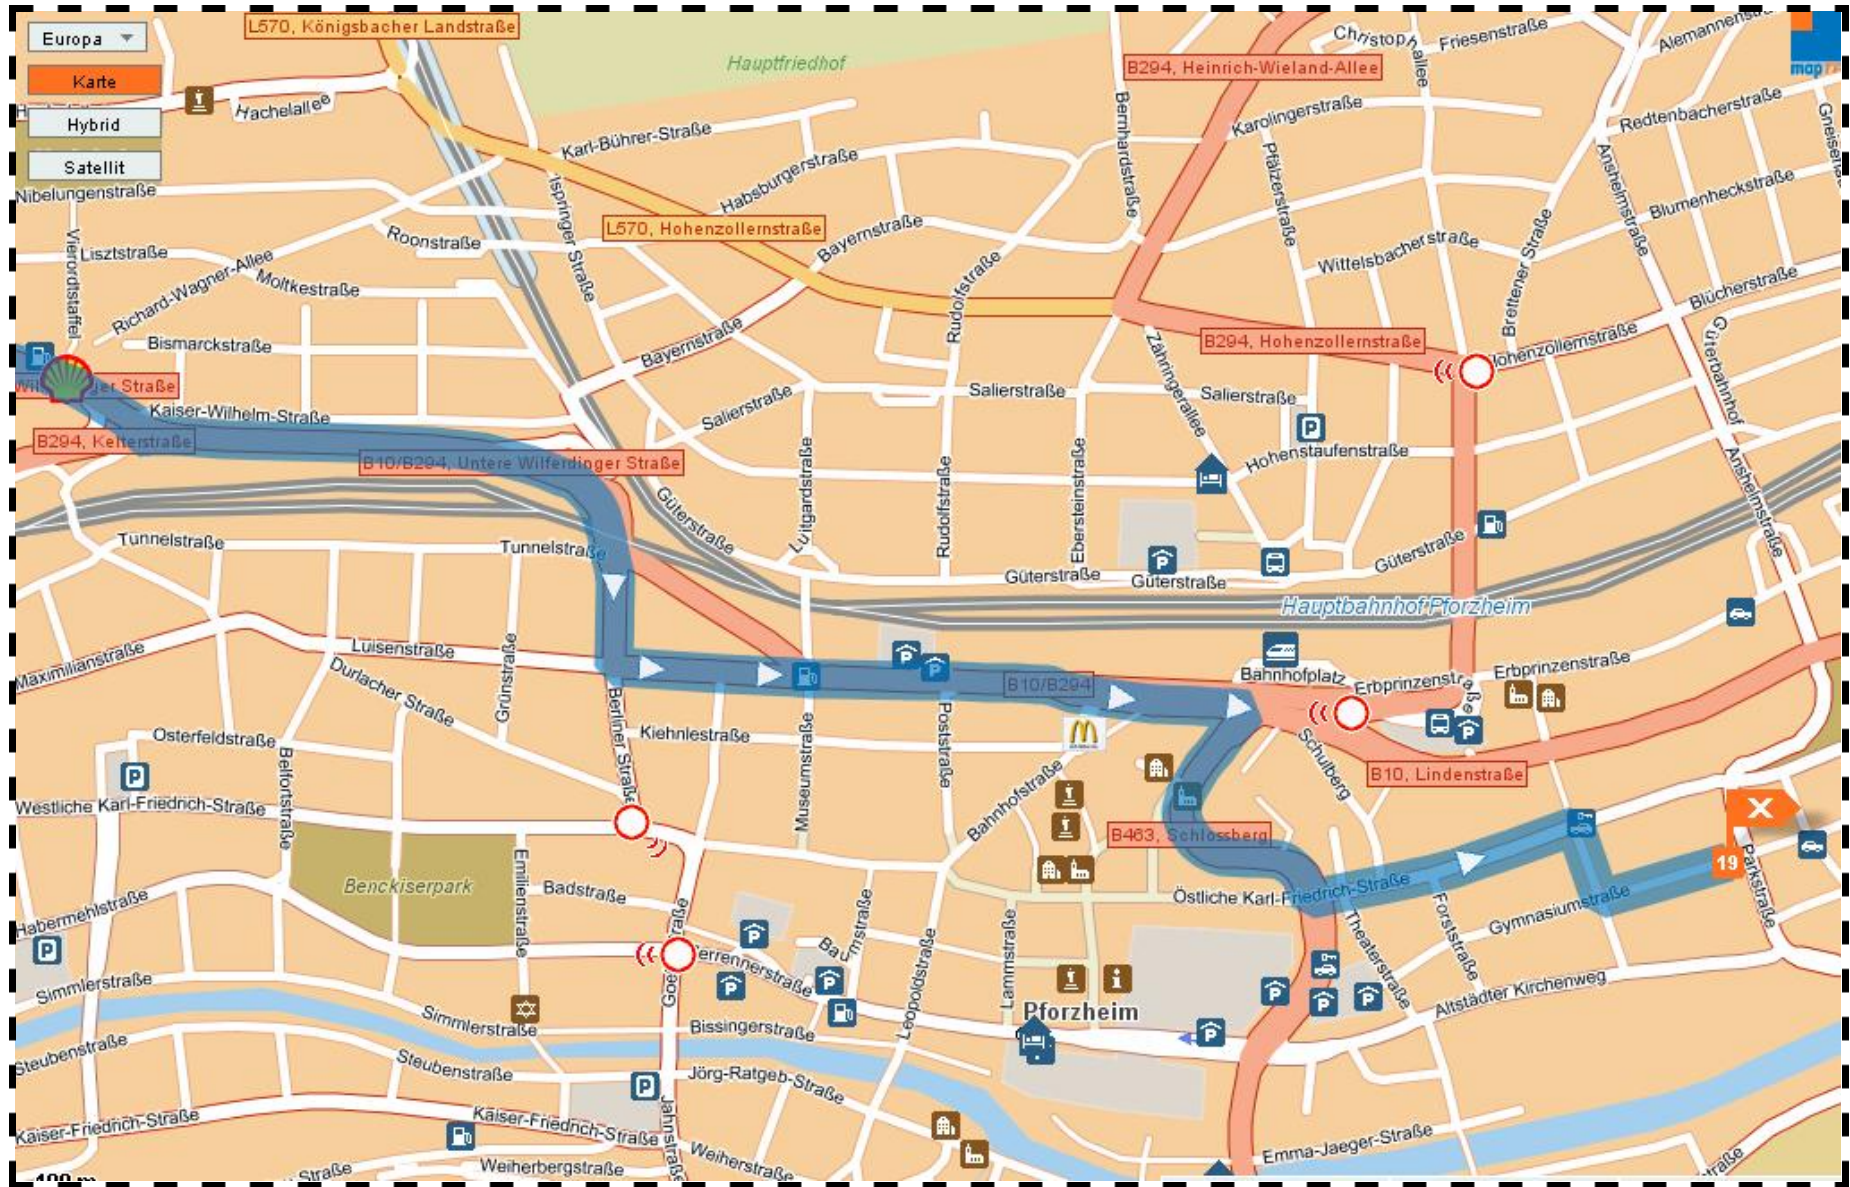 Europa
Karte
Hybrid
Satellit
L570, Königsbacher Landstraße
Hauptfriedhof
B294, Heinrich-Wieland-Allee
Christophallee
Friesenstraße
Hachelallee
Karl-Bührer-Straße
Bernhardstraße
Karolingerstraße
Redtenbacherstraße
Nibelungenstraße
Ispringer Straße
Habsburgerstraße
Pfälzerstraße
Anshelmstraße
Blumenheckstraße
Vierordtstaffel
Lisztstraße
Roonstraße
L570, Hohenzollernstraße
Bayernstraße
Wittelsbacherstraße
Brettener Straße
Richard-Wagner-Allee
Moltkestraße
Rudolfstraße
Blücherstraße
Bismarckstraße
Bayernstraße
Zähringerallee
B294, Hohenzollernstraße
Hohenzollernstraße
Güterbahnhof
Kaiser-Wilhelm-Straße
Salierstraße
Salierstraße
Salierstraße
B294, Kelterstraße
B10/B294, Untere Wilferdinger Straße
Luitgardstraße
Rudolfstraße
Ebersteinstraße
Hohenstaufenstraße
Anshelmstraße
Güterstraße
Tunnelstraße
Tunnelstraße
Güterstraße
Güterstraße
Güterstraße
Hauptbahnhof Pforzheim
Maximilianstraße
Luisenstraße
Durlacher Straße
Grünstraße
Berliner Straße
B10/B294
Bahnhofplatz
Erbprinzenstraße
Erbprinzenstraße
Osterfeldstraße
Belfortstraße
Kiehnlestraße
Museumstraße
Poststraße
Bahnhofstraße
Schulberg
B10, Lindenstraße
Westliche Karl-Friedrich-Straße
B463, Schlossberg
19
Parkstraße
Benckiserpark
Emilienstraße
Badstraße
Östliche Karl-Friedrich-Straße
Theaterstraße
Forststraße
Gymnasiumstraße
Habermehlstraße
Lammstraße
Leopoldstraße
Simmlerstraße
Simmlerstraße
Bissingerstraße
Pforzheim
Altstädter Kirchenweg
Steubenstraße
Steubenstraße
Jörg-Ratgeb-Straße
Kaiser-Friedrich-Straße
Kaiser-Friedrich-Straße
Jahnstraße
Weiherstraße
Weiherbergstraße
Emma-Jaeger-Straße